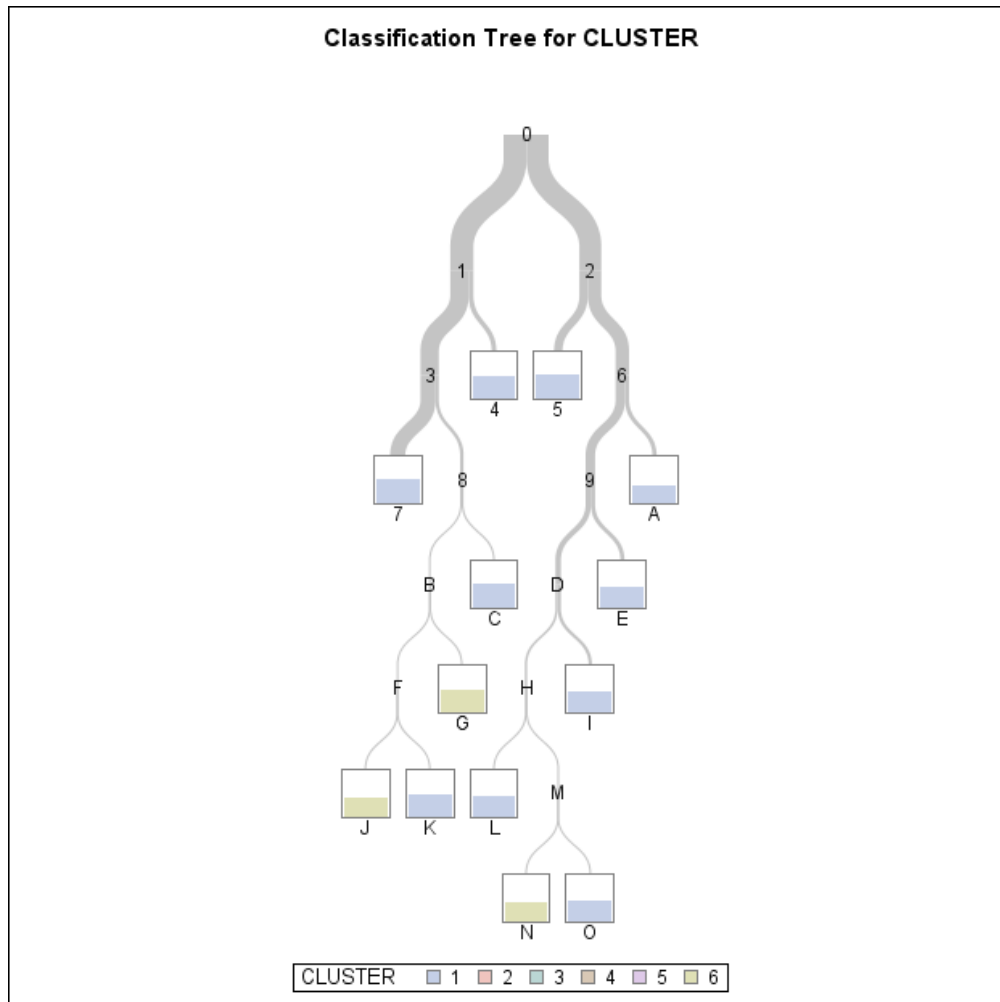 Classification Tree for CLUSTER
0
1 2
3 4 5 6
7 8 9 A
B C D E
F G H I
J K L M
N O
CLUSTER 1 2 3 4 5 6